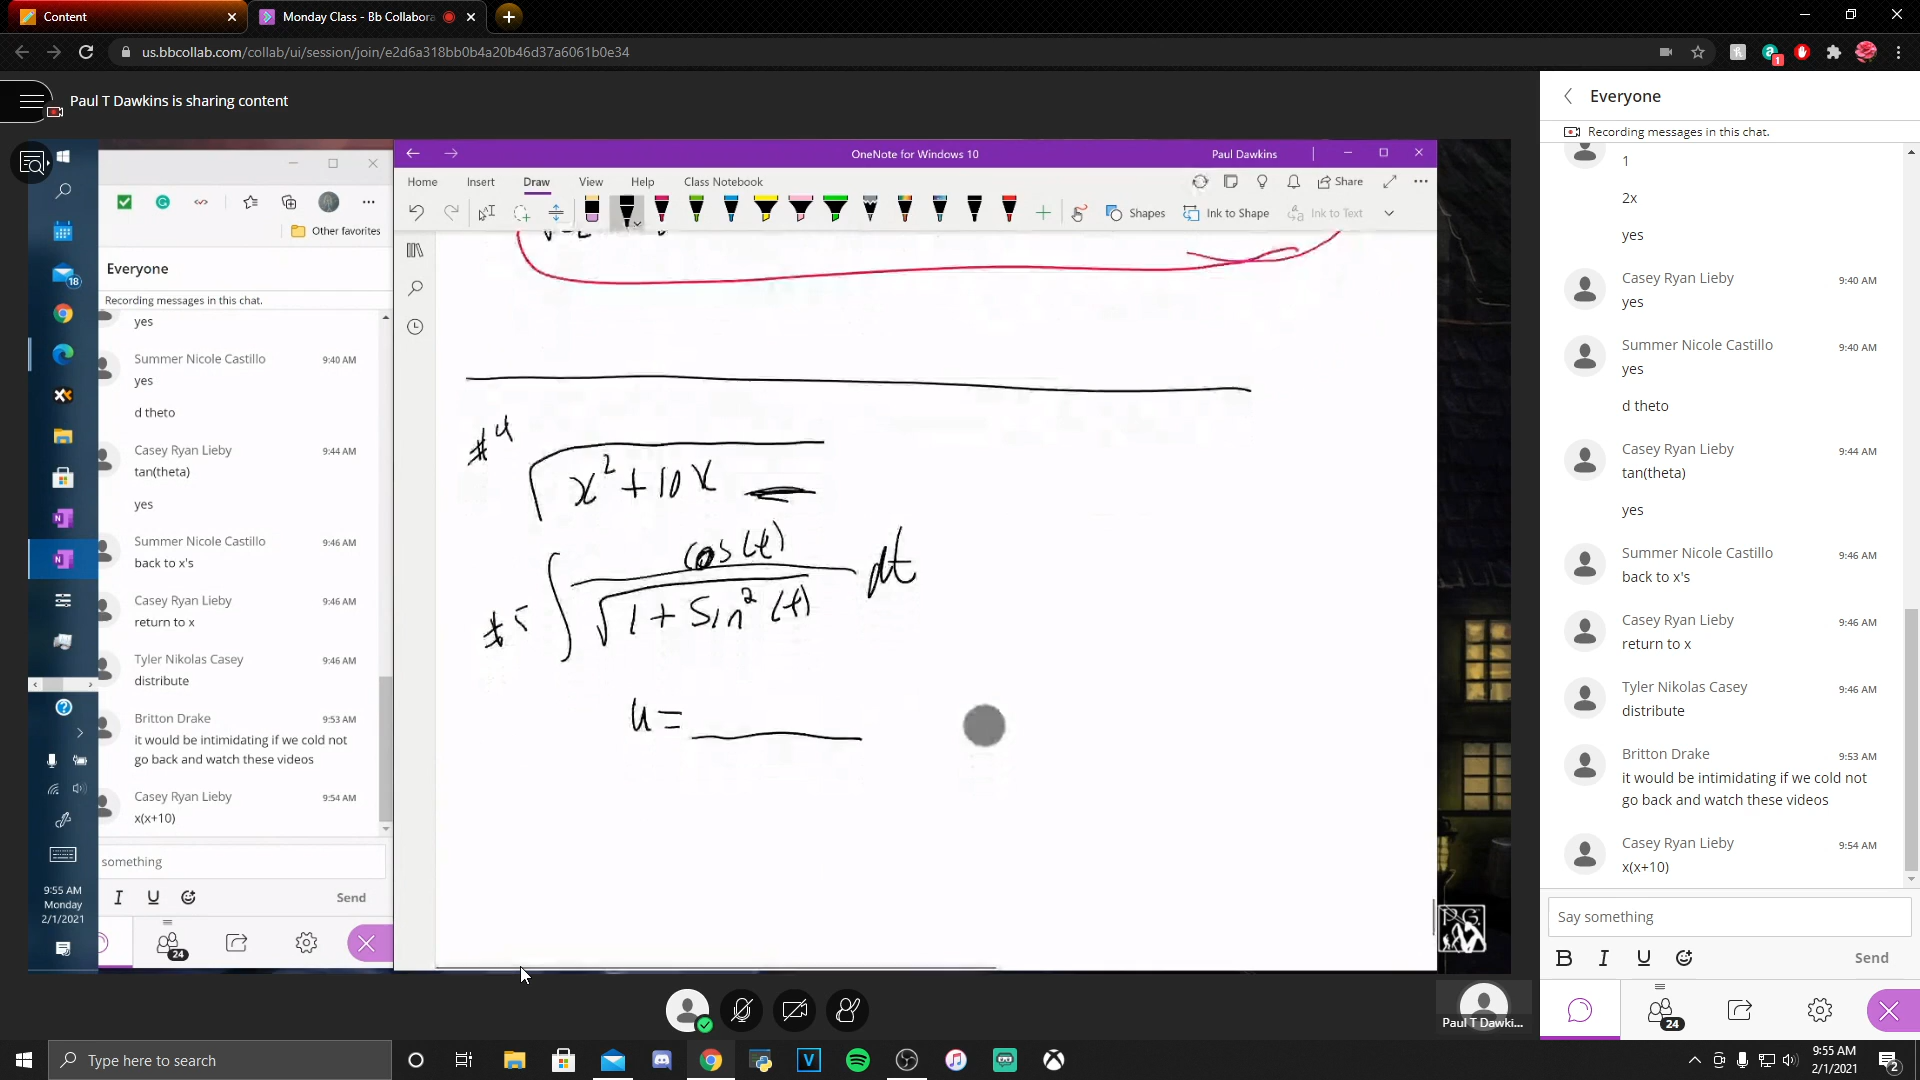 Content
Monday Class - Bb Collabora
us.bbcollab.com/collab/ui/session/join/e2d6a318bb0b4a20b46d37a6061b0e34
1
Paul T Dawkins is sharing content
OneNote for Windows 10
Paul Dawkins
Home Insert Draw View Help Class Notebook
Share
Shapes
Ink to Shape
Ink to Text
Other favorites
18
Everyone
Recording messages in this chat.
yes
Summer Nicole Castillo 9:40 AM
yes
d theto
Casey Ryan Lieby 9:44 AM
tan(theta)
yes
Summer Nicole Castillo 9:46 AM
back to x's
Casey Ryan Lieby 9:46 AM
return to x
Tyler Nikolas Casey 9:46 AM
distribute
Britton Drake 9:53 AM
it would be intimidating if we cold not
go back and watch these videos
Casey Ryan Lieby 9:54 AM
x(x+10)
something
Send
24
9:55 AM
Monday
2/1/2021
#4
√x²+10x
#5 ∫ cos(t) / √1+sin²(t) dt
u = ____
P.G.
Everyone
Recording messages in this chat.
1
2x
yes
Casey Ryan Lieby 9:40 AM
yes
Summer Nicole Castillo 9:40 AM
yes
d theto
Casey Ryan Lieby 9:44 AM
tan(theta)
yes
Summer Nicole Castillo 9:46 AM
back to x's
Casey Ryan Lieby 9:46 AM
return to x
Tyler Nikolas Casey 9:46 AM
distribute
Britton Drake 9:53 AM
it would be intimidating if we cold not
go back and watch these videos
Casey Ryan Lieby 9:54 AM
x(x+10)
Say something
B I U
Send
24
Paul T Dawki...
Type here to search
9:55 AM
2/1/2021
2